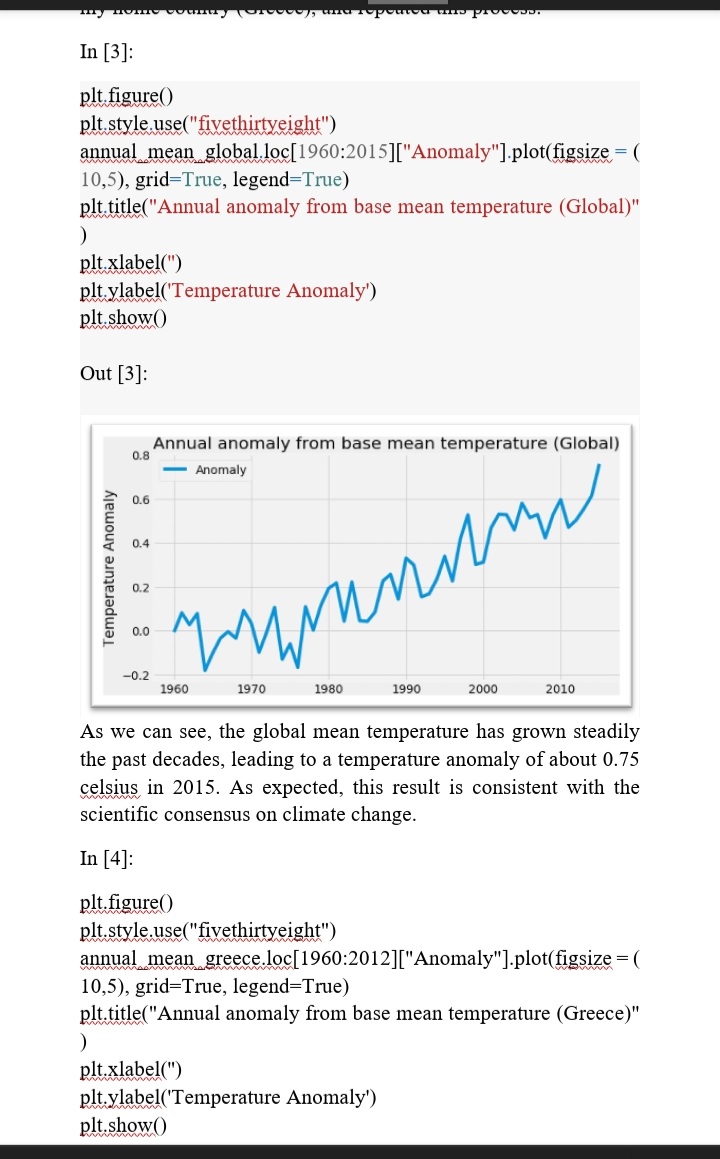 my home country (Greece), and repeated this process.
In [3]:
plt.figure()
plt.style.use("fivethirtyeight")
annual_mean_global.loc[1960:2015]["Anomaly"].plot(figsize = (
10,5), grid=True, legend=True)
plt.title("Annual anomaly from base mean temperature (Global)"
)
plt.xlabel('')
plt.ylabel('Temperature Anomaly')
plt.show()
Out [3]:
Annual anomaly from base mean temperature (Global)
Anomaly
Temperature Anomaly
0.8
0.6
0.4
0.2
0.0
−0.2
1960 1970 1980 1990 2000 2010
As we can see, the global mean temperature has grown steadily
the past decades, leading to a temperature anomaly of about 0.75
celsius in 2015. As expected, this result is consistent with the
scientific consensus on climate change.
In [4]:
plt.figure()
plt.style.use("fivethirtyeight")
annual_mean_greece.loc[1960:2012]["Anomaly"].plot(figsize = (
10,5), grid=True, legend=True)
plt.title("Annual anomaly from base mean temperature (Greece)"
)
plt.xlabel('')
plt.ylabel('Temperature Anomaly')
plt.show()